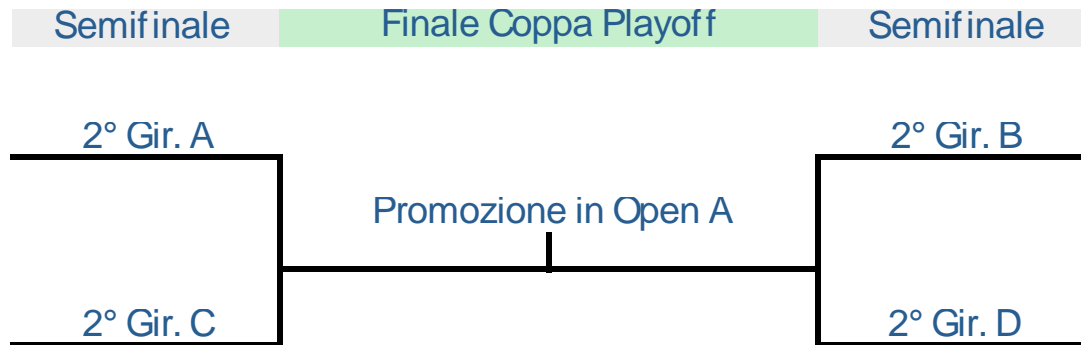 Semifinale Finale Coppa Playoff Semifinale
2° Gir. A 2° Gir. B
Promozione in Open A
2° Gir. C 2° Gir. D